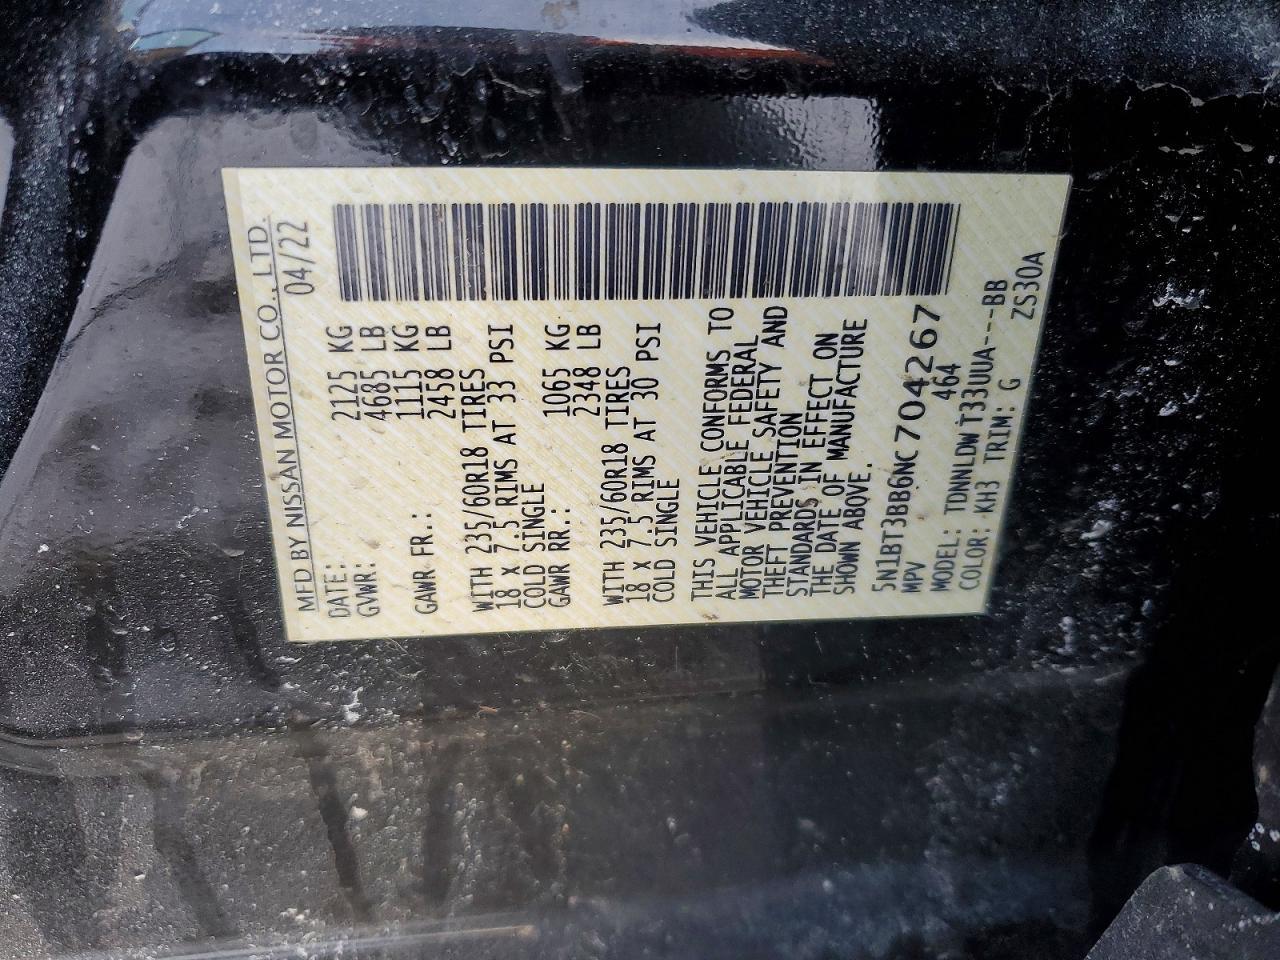 MFD BY NISSAN MOTOR CO., LTD.
DATE: 04/22
GVWR: 2125 KG
4685 LB
GAWR FR.: 1115 KG
2458 LB
WITH 235/60R18 TIRES
18 x 7.5 RIMS AT 33 PSI
COLD SINGLE
GAWR RR.: 1065 KG
2348 LB
WITH 235/60R18 TIRES
18 x 7.5 RIMS AT 30 PSI
COLD SINGLE
THIS VEHICLE CONFORMS TO
ALL APPLICABLE FEDERAL
MOTOR VEHICLE SAFETY AND
THEFT PREVENTION
STANDARDS IN EFFECT ON
THE DATE OF MANUFACTURE
SHOWN ABOVE.
5N1BT3BB6NC704267
MPV 464
MODEL: TDNNLDWT33UUA---BB
COLOR: KH3 TRIM: G ZS30A